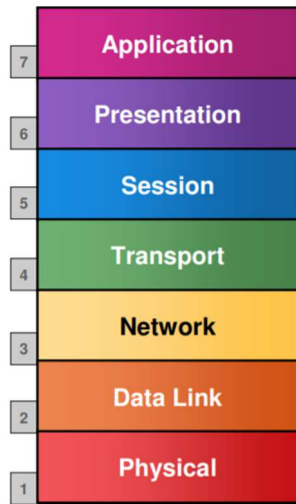 Application
7
Presentation
6
Session
5
Transport
4
Network
3
Data Link
2
Physical
1